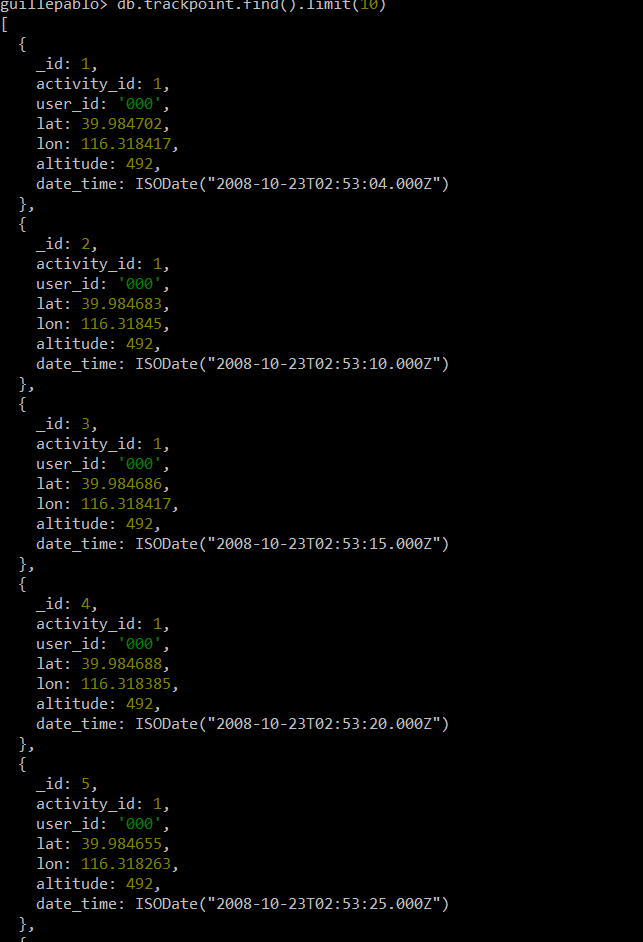 guillepablo> db.trackpoint.find().limit(10)
[
  {
    _id: 1,
    activity_id: 1,
    user_id: '000',
    lat: 39.984702,
    lon: 116.318417,
    altitude: 492,
    date_time: ISODate("2008-10-23T02:53:04.000Z")
  },
  {
    _id: 2,
    activity_id: 1,
    user_id: '000',
    lat: 39.984683,
    lon: 116.31845,
    altitude: 492,
    date_time: ISODate("2008-10-23T02:53:10.000Z")
  },
  {
    _id: 3,
    activity_id: 1,
    user_id: '000',
    lat: 39.984686,
    lon: 116.318417,
    altitude: 492,
    date_time: ISODate("2008-10-23T02:53:15.000Z")
  },
  {
    _id: 4,
    activity_id: 1,
    user_id: '000',
    lat: 39.984688,
    lon: 116.318385,
    altitude: 492,
    date_time: ISODate("2008-10-23T02:53:20.000Z")
  },
  {
    _id: 5,
    activity_id: 1,
    user_id: '000',
    lat: 39.984655,
    lon: 116.318263,
    altitude: 492,
    date_time: ISODate("2008-10-23T02:53:25.000Z")
  },
  {